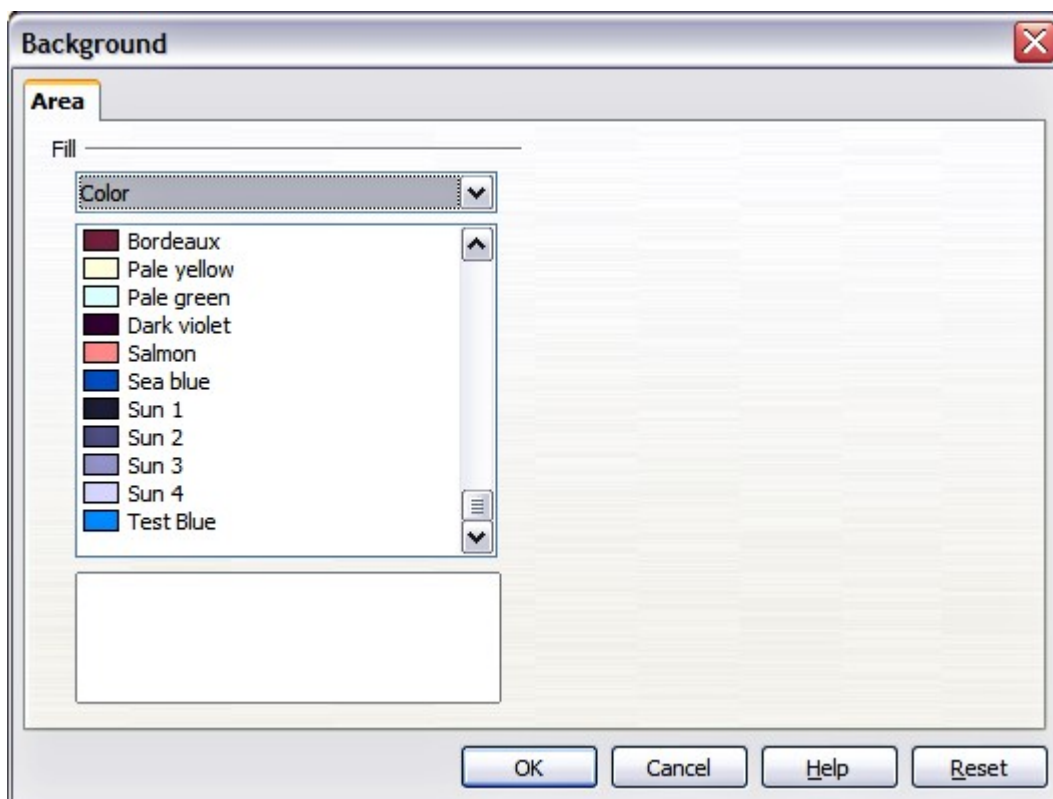 Background
Area
Fill
Color
Bordeaux
Pale yellow
Pale green
Dark violet
Salmon
Sea blue
Sun 1
Sun 2
Sun 3
Sun 4
Test Blue
OK Cancel Help Reset